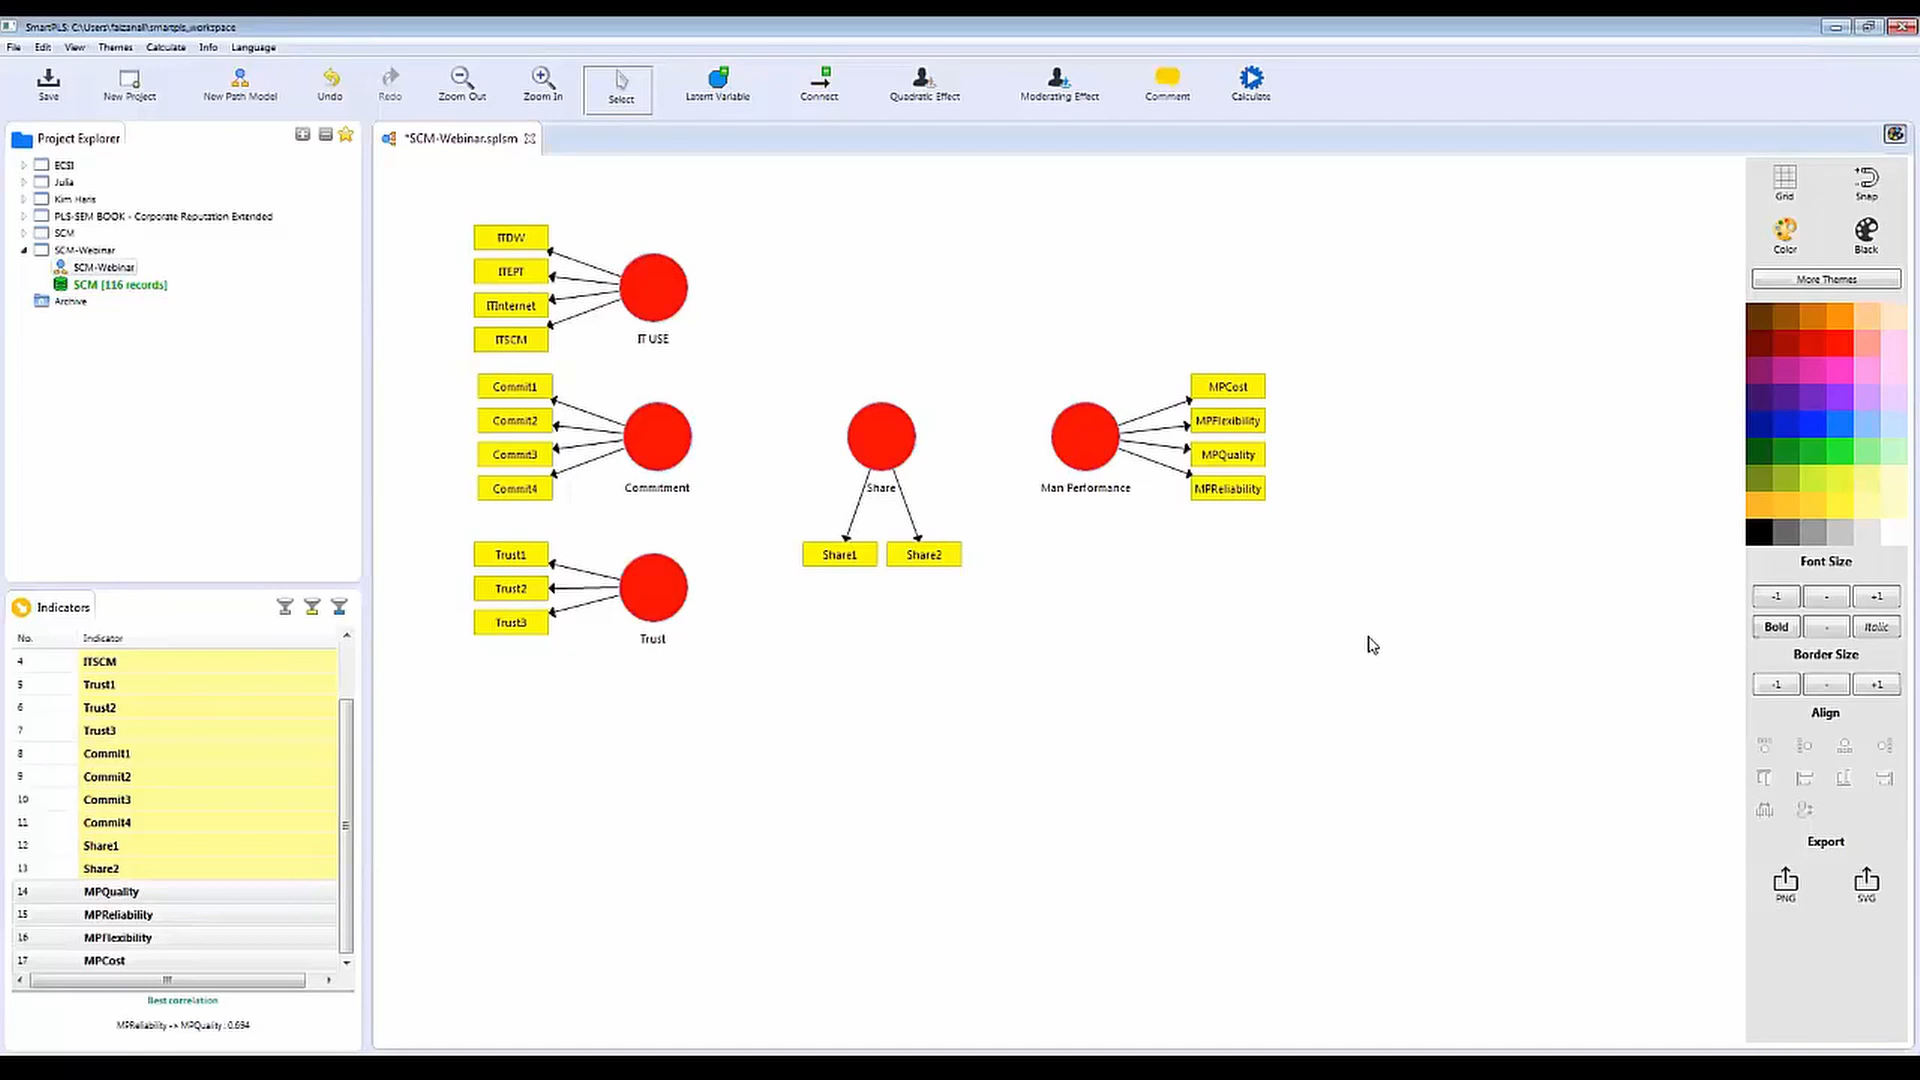 SmartPLS: C:\Users\faizanali\smartpls_workspace
File Edit View Themes Calculate Info Language
Save New Project New Path Model Undo Redo Zoom Out Zoom In Select Latent Variable Connect Quadratic Effect Moderating Effect Comment Calculate
Project Explorer
ECSI
Julia
Kim Haris
PLS-SEM BOOK - Corporate Reputation Extended
SCM
SCM-Webinar
SCM-Webinar
SCM [116 records]
Archive
Indicators
No. Indicator
4 ITSCM
5 Trust1
6 Trust2
7 Trust3
8 Commit1
9 Commit2
10 Commit3
11 Commit4
12 Share1
13 Share2
14 MPQuality
15 MPReliability
16 MPFlexibility
17 MPCost
Best correlation
MPReliability -> MPQuality: 0.694
*SCM-Webinar.splsm
ITDW
ITEPT
ITInternet
ITSCM
IT USE
Commit1
Commit2
Commit3
Commit4
Commitment
Trust1
Trust2
Trust3
Trust
Share
Share1 Share2
Man Performance
MPCost
MPFlexibility
MPQuality
MPReliability
Grid Snap
Color Black
More Themes
Font Size
-1 - +1
Bold - Italic
Border Size
-1 - +1
Align
Export
PNG SVG